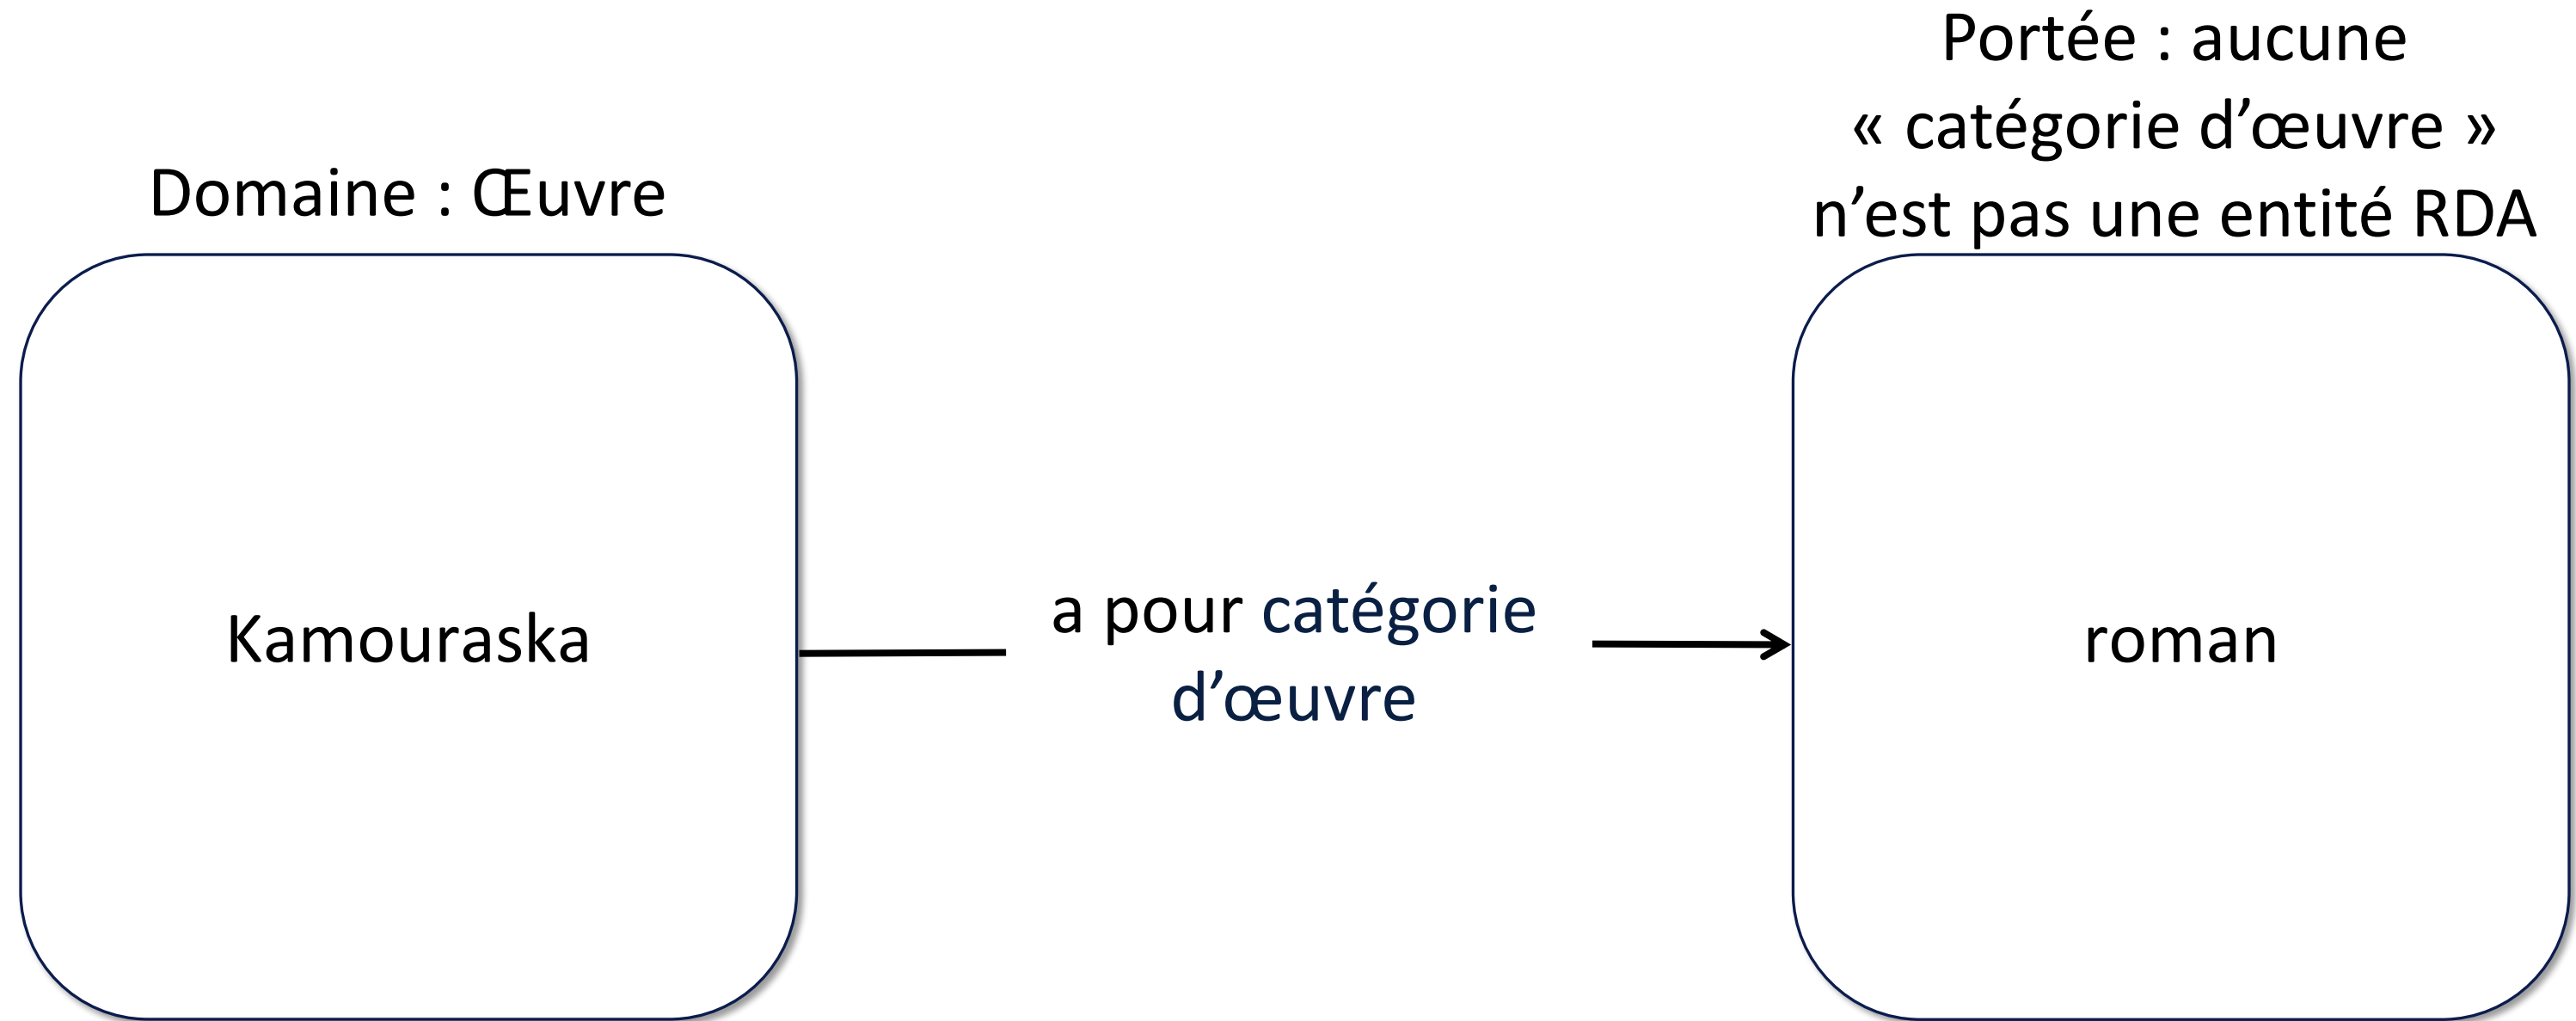 Domaine : Œuvre
Portée : aucune
« catégorie d’œuvre »
n’est pas une entité RDA
Kamouraska
a pour catégorie
d’œuvre
roman